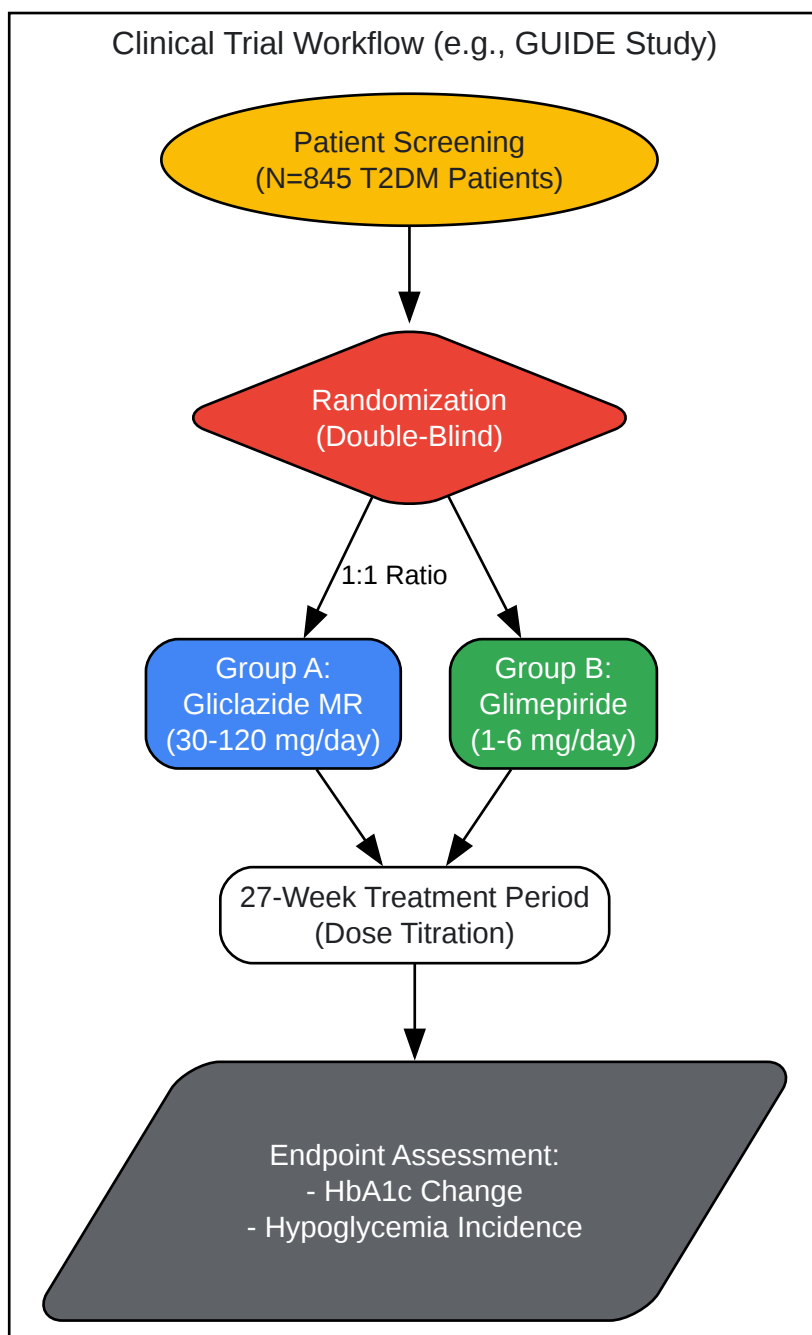 Clinical Trial Workflow (e.g., GUIDE Study)
Patient Screening
(N=845 T2DM Patients)
Randomization
(Double-Blind)
1:1 Ratio
Group A:
Gliclazide MR
(30-120 mg/day)
Group B:
Glimepiride
(1-6 mg/day)
27-Week Treatment Period
(Dose Titration)
Endpoint Assessment:
- HbA1c Change
- Hypoglycemia Incidence